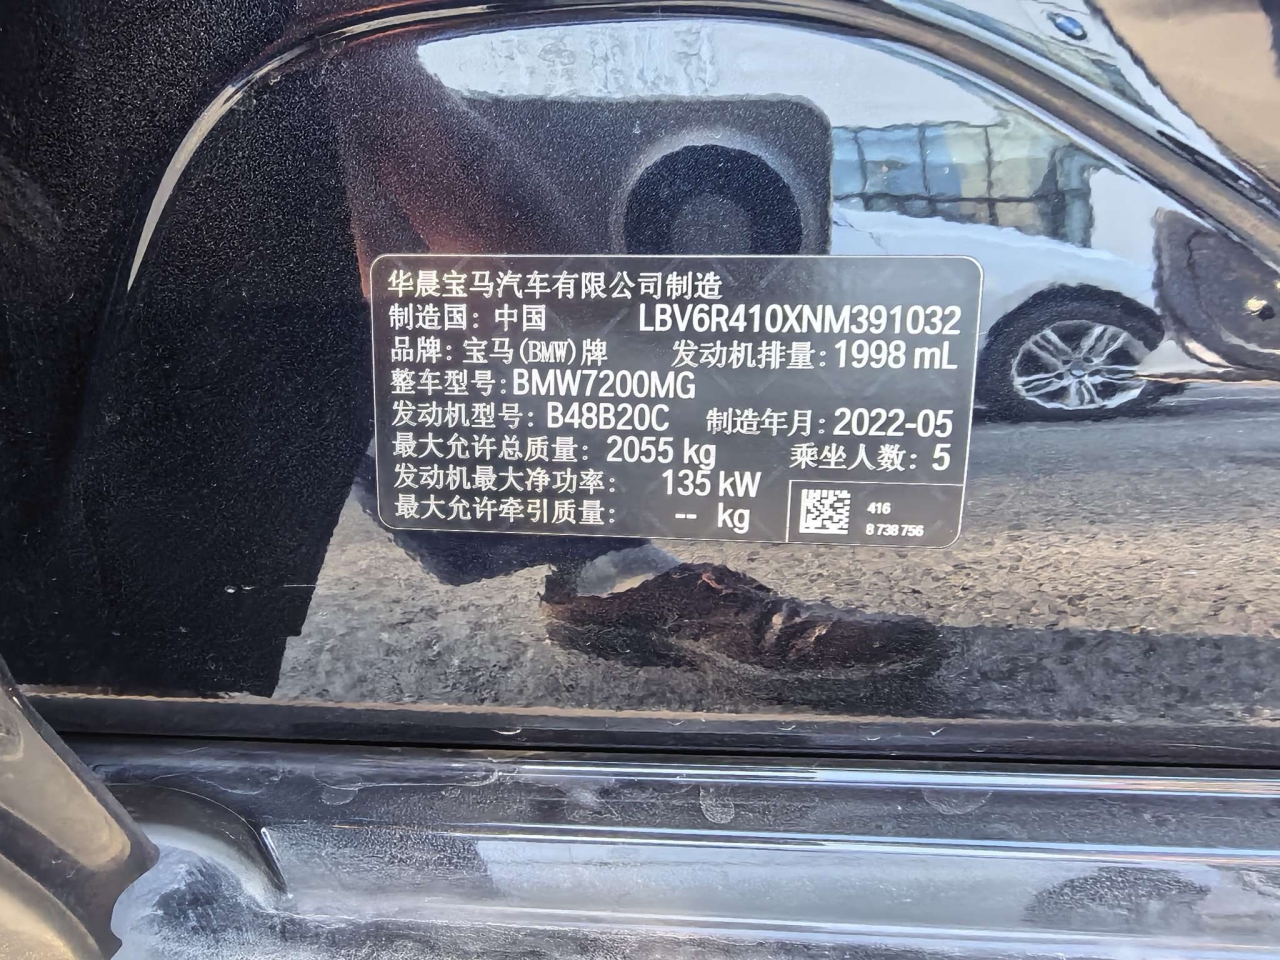 华晨宝马汽车有限公司制造
制造国: 中国 LBV6R410XNM391032
品牌: 宝马(BMW)牌 发动机排量: 1998 mL
整车型号: BMW7200MG
发动机型号: B48B20C 制造年月: 2022-05
最大允许总质量: 2055 kg 乘坐人数: 5
发动机最大净功率: 135 kW
最大允许牵引质量: -- kg
416
8 738 756